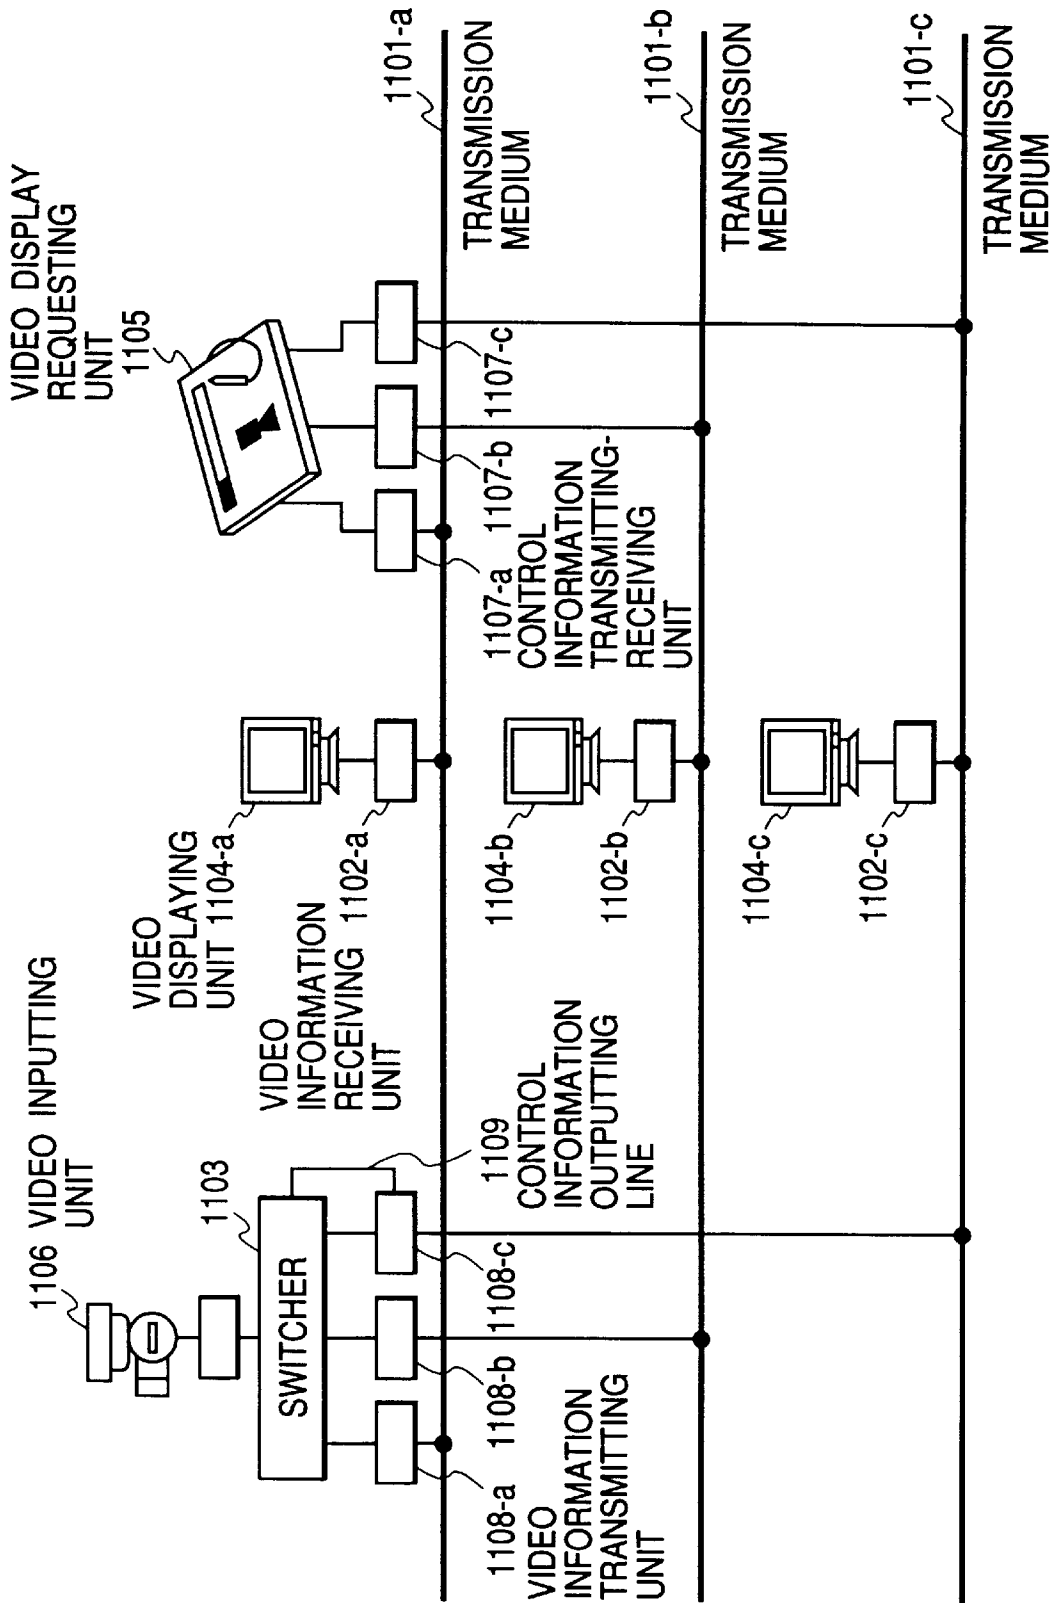 1106 VIDEO INPUTTING
UNIT
1103
SWITCHER
1108-a
VIDEO
INFORMATION
TRANSMITTING
UNIT
1108-b
1108-c
1109
CONTROL
INFORMATION
OUTPUTTING
LINE
VIDEO
DISPLAYING
UNIT 1104-a
VIDEO
INFORMATION
RECEIVING 1102-a
UNIT
1104-b
1102-b
1104-c
1102-c
VIDEO DISPLAY
REQUESTING
UNIT
1105
1107-a
CONTROL
INFORMATION
TRANSMITTING-
RECEIVING
UNIT
1107-b
1107-c
1101-a
TRANSMISSION
MEDIUM
1101-b
TRANSMISSION
MEDIUM
1101-c
TRANSMISSION
MEDIUM